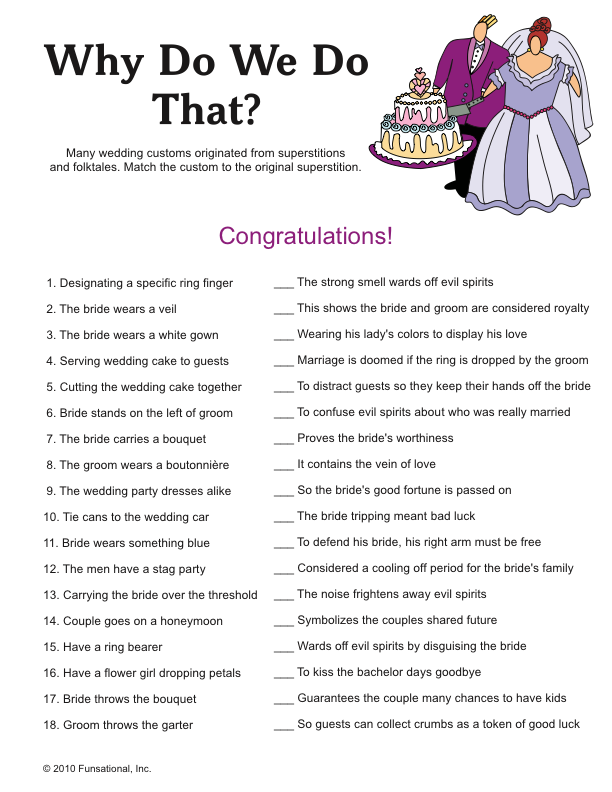 Why Do We Do
That?
Many wedding customs originated from superstitions
and folktales. Match the custom to the original superstition.
Congratulations!
1. Designating a specific ring finger
2. The bride wears a veil
3. The bride wears a white gown
4. Serving wedding cake to guests
5. Cutting the wedding cake together
6. Bride stands on the left of groom
7. The bride carries a bouquet
8. The groom wears a boutonnière
9. The wedding party dresses alike
10. Tie cans to the wedding car
11. Bride wears something blue
12. The men have a stag party
13. Carrying the bride over the threshold
14. Couple goes on a honeymoon
15. Have a ring bearer
16. Have a flower girl dropping petals
17. Bride throws the bouquet
18. Groom throws the garter
___ The strong smell wards off evil spirits
___ This shows the bride and groom are considered royalty
___ Wearing his lady's colors to display his love
___ Marriage is doomed if the ring is dropped by the groom
___ To distract guests so they keep their hands off the bride
___ To confuse evil spirits about who was really married
___ Proves the bride's worthiness
___ It contains the vein of love
___ So the bride's good fortune is passed on
___ The bride tripping meant bad luck
___ To defend his bride, his right arm must be free
___ Considered a cooling off period for the bride's family
___ The noise frightens away evil spirits
___ Symbolizes the couples shared future
___ Wards off evil spirits by disguising the bride
___ To kiss the bachelor days goodbye
___ Guarantees the couple many chances to have kids
___ So guests can collect crumbs as a token of good luck
© 2010 Funsational, Inc.